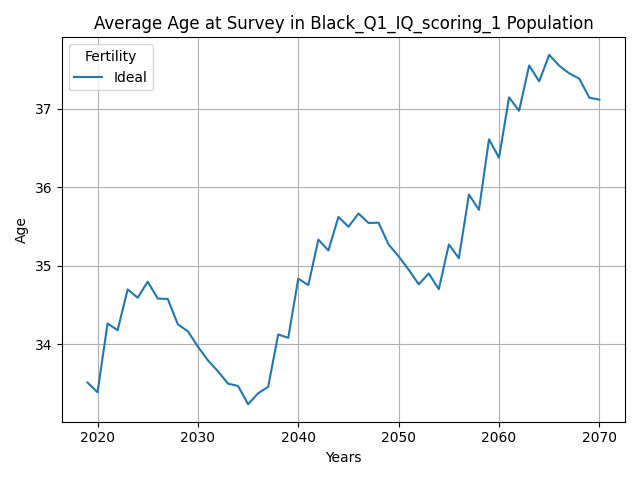 Average Age at Survey in Black_Q1_IQ_scoring_1 Population
Fertility
Ideal
37
36
35
34
Age
2020 2030 2040 2050 2060 2070
Years